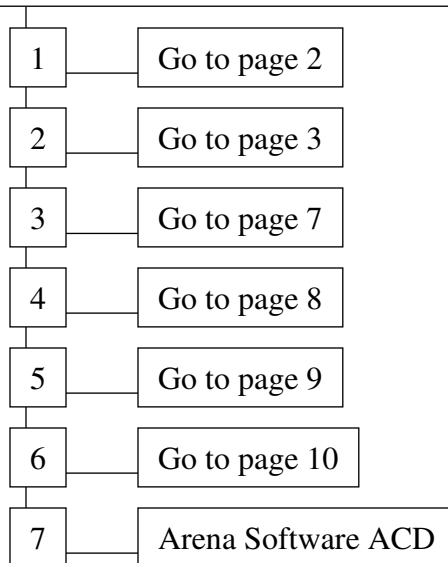 1 Go to page 2
2 Go to page 3
3 Go to page 7
4 Go to page 8
5 Go to page 9
6 Go to page 10
7 Arena Software ACD